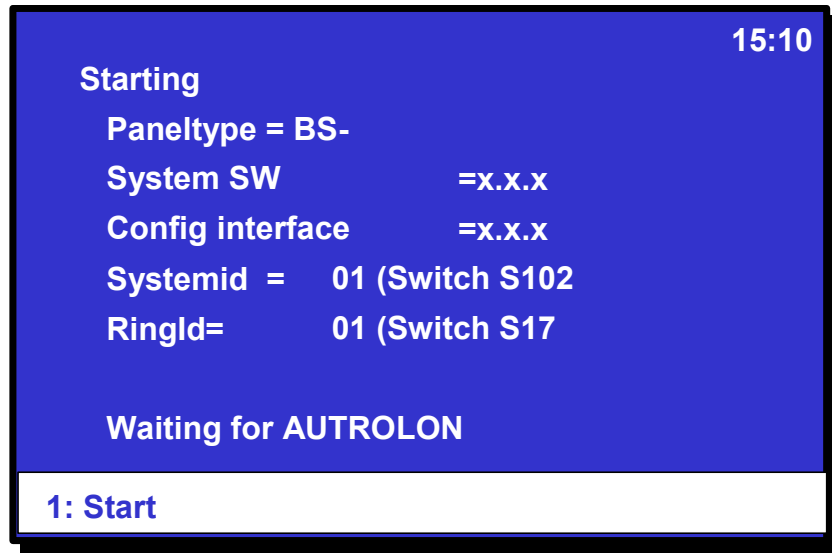 15:10
Starting
Paneltype = BS-
System SW =x.x.x
Config interface =x.x.x
Systemid = 01 (Switch S102
RingId= 01 (Switch S17
Waiting for AUTROLON
1: Start